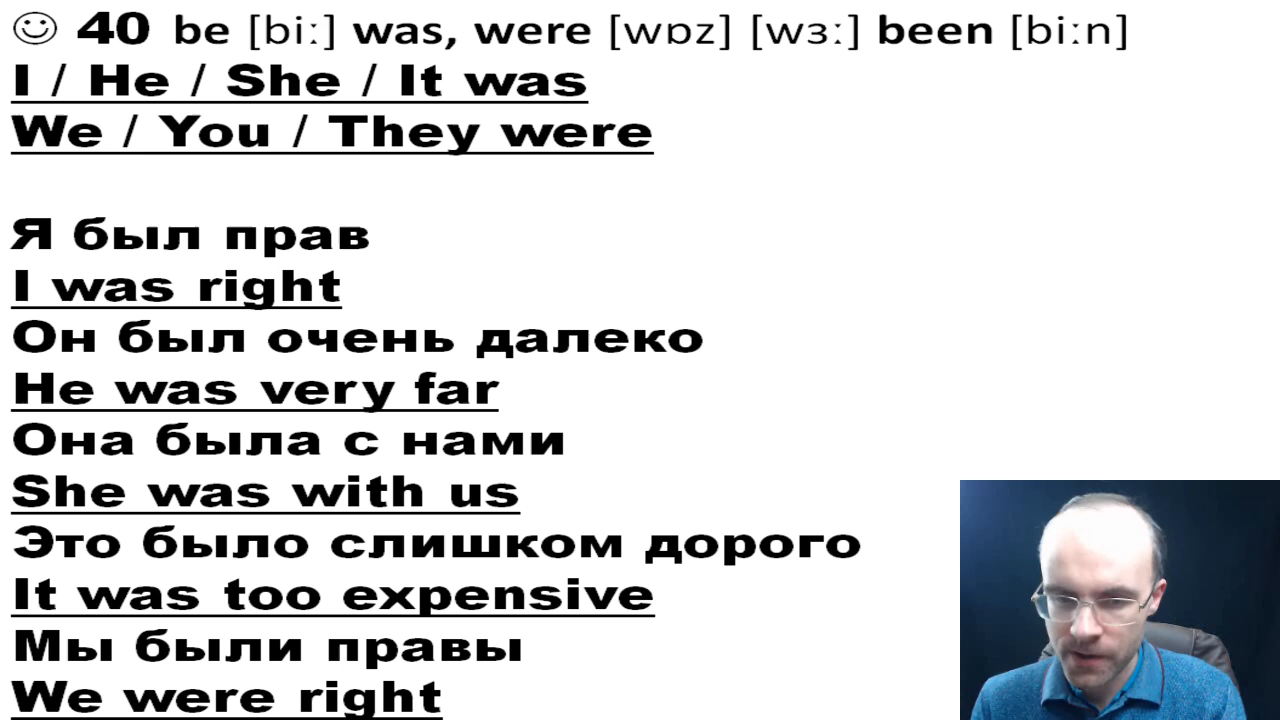 ☺ 40 be [biː] was, were [wɒz] [wɜː] been [biːn]
I / He / She / It was
We / You / They were
Я был прав
I was right
Он был очень далеко
He was very far
Она была с нами
She was with us
Это было слишком дорого
It was too expensive
Мы были правы
We were right